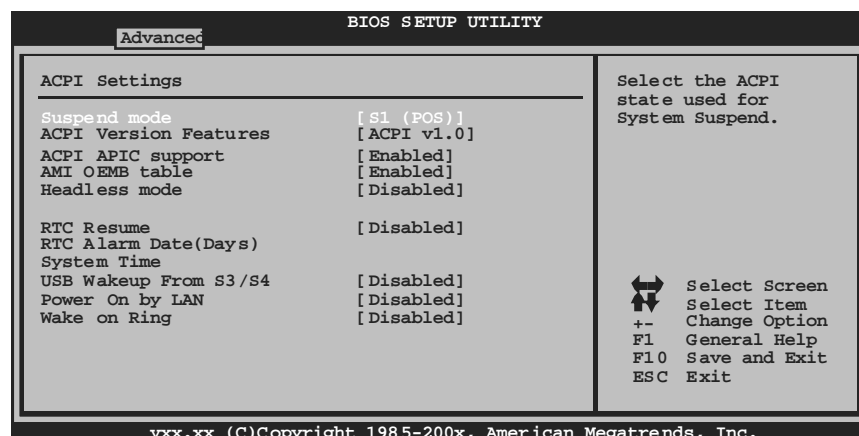 BIOS SETUP UTILITY
Advanced
ACPI Settings
Suspend mode [S1 (POS)]
ACPI Version Features [ACPI v1.0]
ACPI APIC support [Enabled]
AMI OEMB table [Enabled]
Headless mode [Disabled]
RTC Resume [Disabled]
RTC Alarm Date(Days)
System Time
USB Wakeup From S3/S4 [Disabled]
Power On by LAN [Disabled]
Wake on Ring [Disabled]
Select the ACPI
state used for
System Suspend.
Select Screen
Select Item
+- Change Option
F1 General Help
F10 Save and Exit
ESC Exit
vxx.xx (C)Copyright 1985-200x, American Megatrends, Inc.